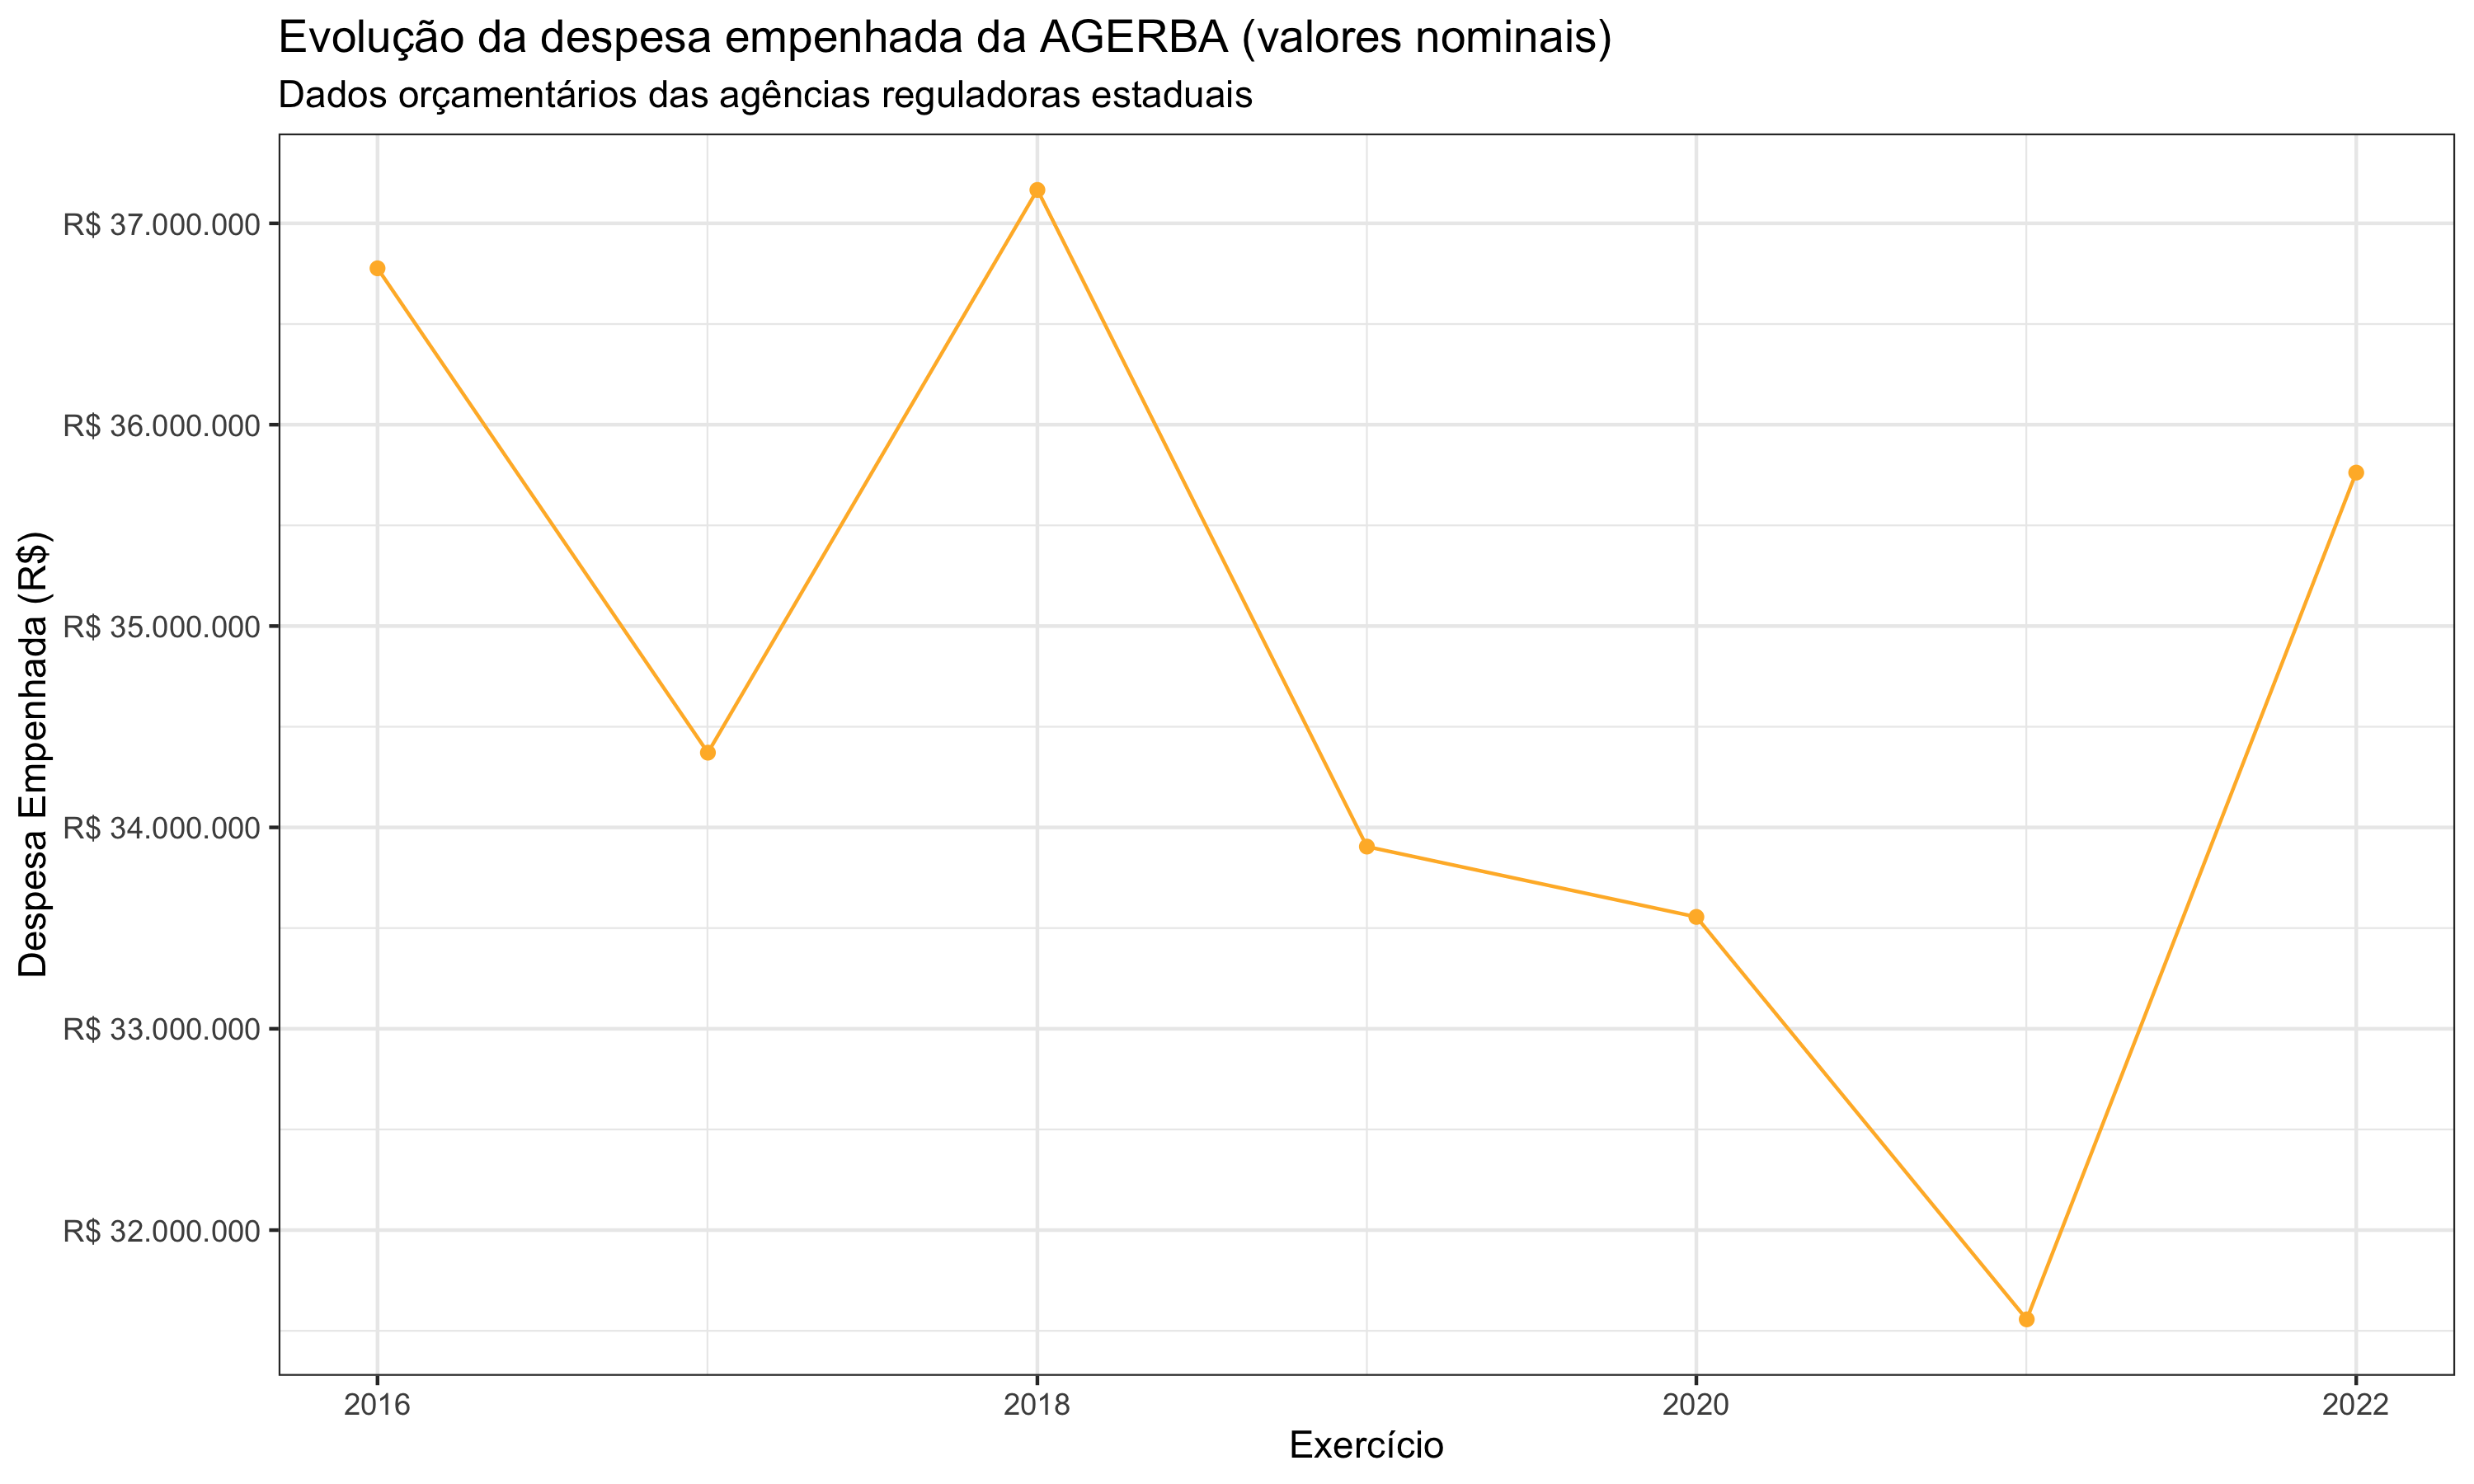 Evolução da despesa empenhada da AGERBA (valores nominais)
Dados orçamentários das agências reguladoras estaduais
Despesa Empenhada (R$)
R$ 37.000.000
R$ 36.000.000
R$ 35.000.000
R$ 34.000.000
R$ 33.000.000
R$ 32.000.000
2016
2018
2020
2022
Exercício